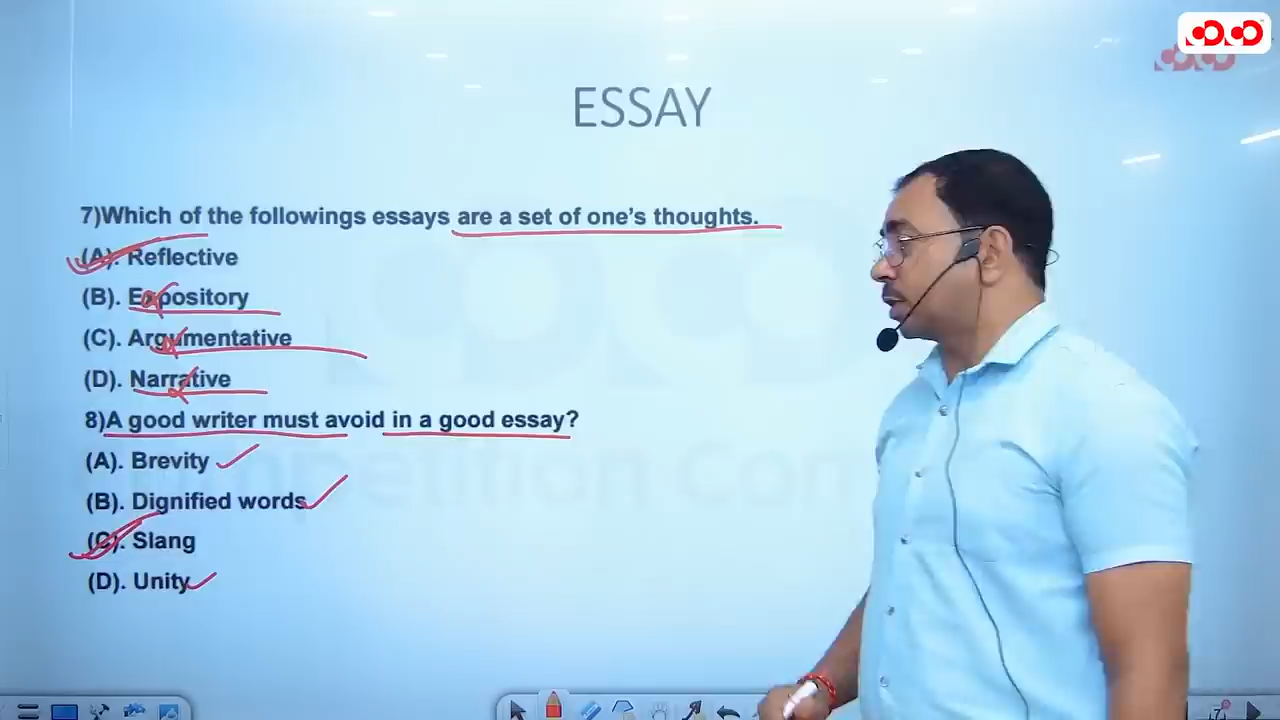 ESSAY
7)Which of the followings essays are a set of one's thoughts.
(A). Reflective
(B). Expository
(C). Argumentative
(D). Narrative
8)A good writer must avoid in a good essay?
(A). Brevity
(B). Dignified words
(C). Slang
(D). Unity